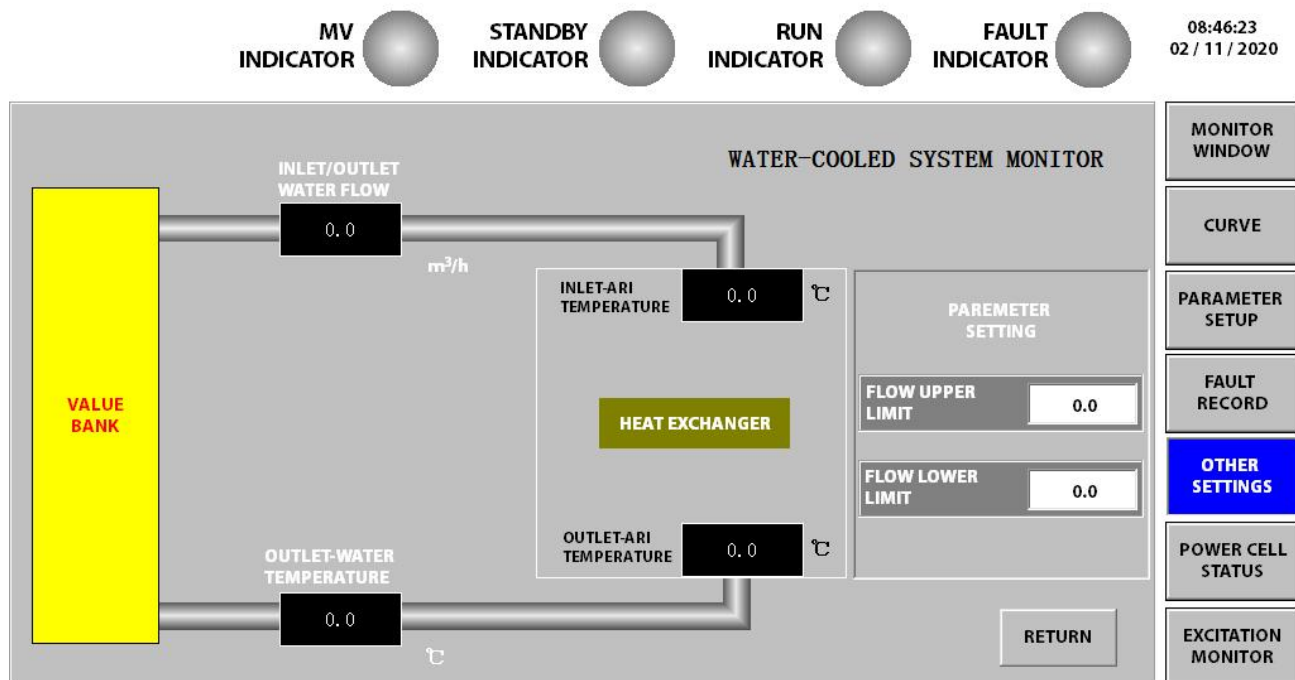 MV
INDICATOR
STANDBY
INDICATOR
RUN
INDICATOR
FAULT
INDICATOR
08:46:23
02 / 11 / 2020
WATER-COOLED SYSTEM MONITOR
INLET/OUTLET
WATER FLOW
0.0
m³/h
INLET-ARI
TEMPERATURE
0.0
℃
VALUE
BANK
HEAT EXCHANGER
PAREMETER
SETTING
FLOW UPPER
LIMIT
0.0
FLOW LOWER
LIMIT
0.0
OUTLET-ARI
TEMPERATURE
0.0
℃
OUTLET-WATER
TEMPERATURE
0.0
℃
RETURN
MONITOR
WINDOW
CURVE
PARAMETER
SETUP
FAULT
RECORD
OTHER
SETTINGS
POWER CELL
STATUS
EXCITATION
MONITOR